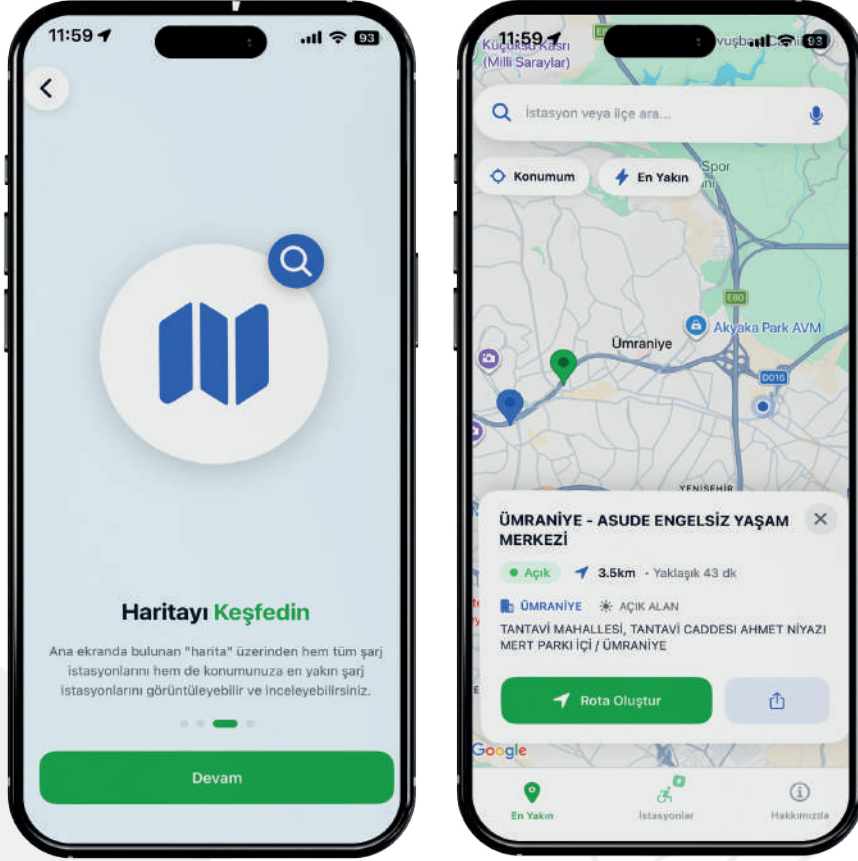 11:59
93
Haritayı Keşfedin
Ana ekranda bulunan "harita" üzerinden hem tüm şarj
istasyonlarını hem de konumunuza en yakın şarj
istasyonlarını görüntüleyebilir ve inceleyebilirsiniz.
Devam
11:59
93
Küçüksu Kasrı
(Milli Saraylar)
İstasyon veya ilçe ara...
Konumum
En Yakın
Spor
E80
Akyaka Park AVM
Ümraniye
D016
YENİŞEHİR
ÜMRANİYE - ASUDE ENGELSİZ YAŞAM
MERKEZİ
Açık
3.5km - Yaklaşık 43 dk
ÜMRANİYE
AÇIK ALAN
TANTAVİ MAHALLESİ, TANTAVİ CADDESI AHMET NİYAZI
MERT PARKI İÇİ / ÜMRANİYE
Rota Oluştur
Google
En Yakın
İstasyonlar
Hakkımızda